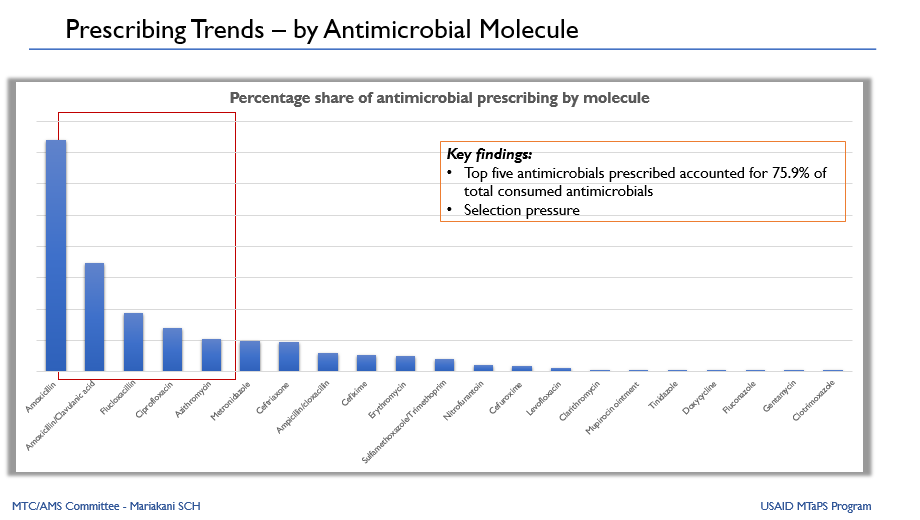 Prescribing Trends – by Antimicrobial Molecule
Percentage share of antimicrobial prescribing by molecule
Key findings:
• Top five antimicrobials prescribed accounted for 75.9% of
total consumed antimicrobials
• Selection pressure
Amoxicillin
Amoxicillin/Clavulanic acid
Flucloxacillin
Ciprofloxacin
Azithromycin
Metronidazole
Ceftriaxone
Ampicillin/cloxacillin
Cefixime
Erythromycin
Sulfamethoxazole/Trimethoprim
Nitrofurantoin
Cefuroxime
Levofloxacin
Clarithromycin
Mupirocin ointment
Tinidazole
Doxycycline
Fluconazole
Gentamycin
Clotrimoxazole
MTC/AMS Committee - Mariakani SCH
USAID MTaPS Program